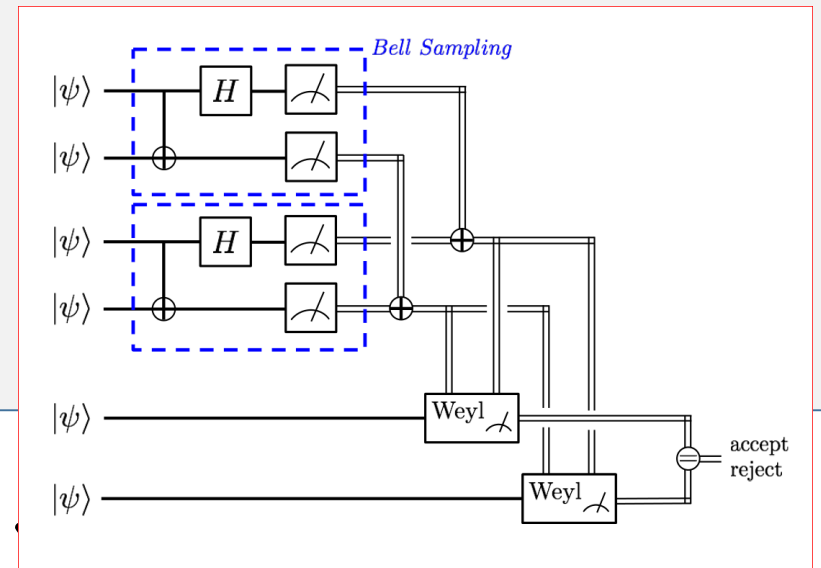 Bell Sampling
|ψ⟩ H
|ψ⟩
|ψ⟩ H
|ψ⟩
|ψ⟩ Weyl
accept
reject
|ψ⟩ Weyl